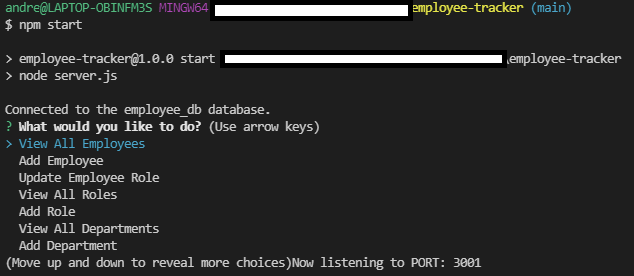 andre@LAPTOP-OBINFM3S MINGW64 employee-tracker (main)
$ npm start
> employee-tracker@1.0.0 start \employee-tracker
> node server.js
Connected to the employee_db database.
? What would you like to do? (Use arrow keys)
> View All Employees
Add Employee
Update Employee Role
View All Roles
Add Role
View All Departments
Add Department
(Move up and down to reveal more choices)Now listening to PORT: 3001